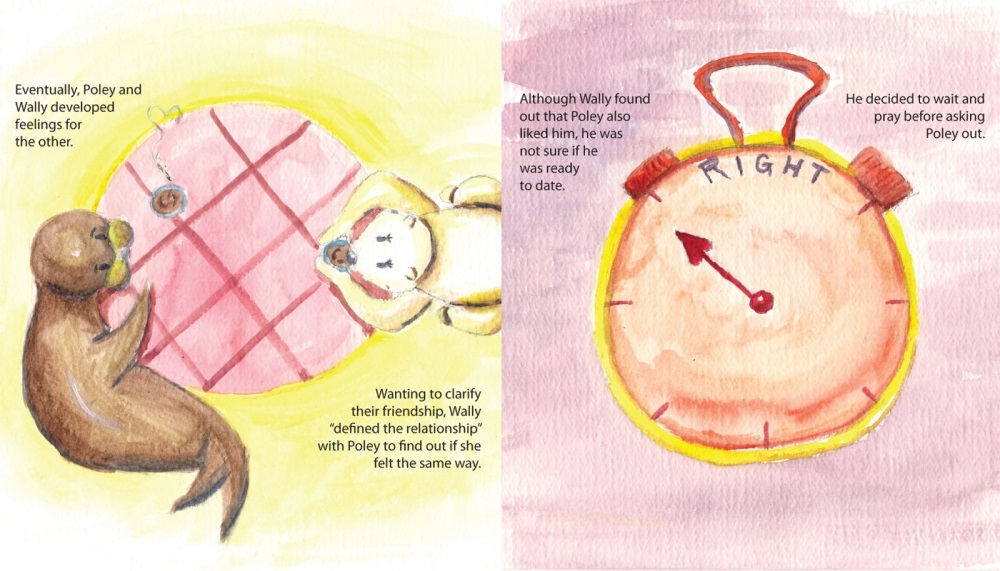 Eventually, Poley and
Wally developed
feelings for
the other.
Wanting to clarify
their friendship, Wally
“defined the relationship”
with Poley to find out if she
felt the same way.
Although Wally found
out that Poley also
liked him, he was
not sure if he
was ready
to date.
He decided to wait and
pray before asking
Poley out.
RIGHT